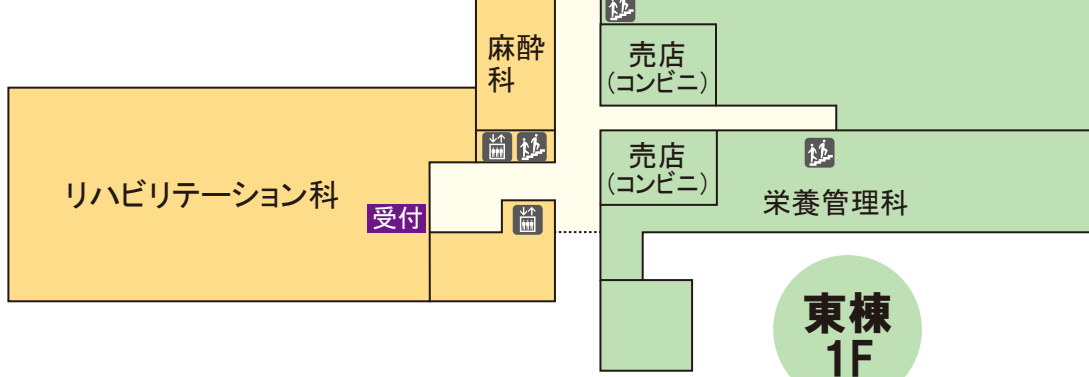 麻酔
科
売店
(コンビニ)
売店
(コンビニ)
栄養管理科
リハビリテーション科
受付
東棟
1F